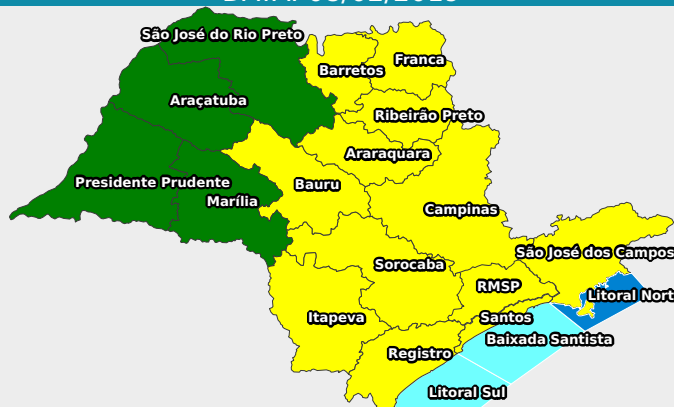 São José do Rio Preto
Franca
Barretos
Araçatuba
Ribeirão Preto
Araraquara
Presidente Prudente
Bauru
Marília
Campinas
São José dos Campos
Sorocaba
RMSP
Litoral Nort
Itapeva
Santos
Baixada Santista
Registro
Litoral Sul